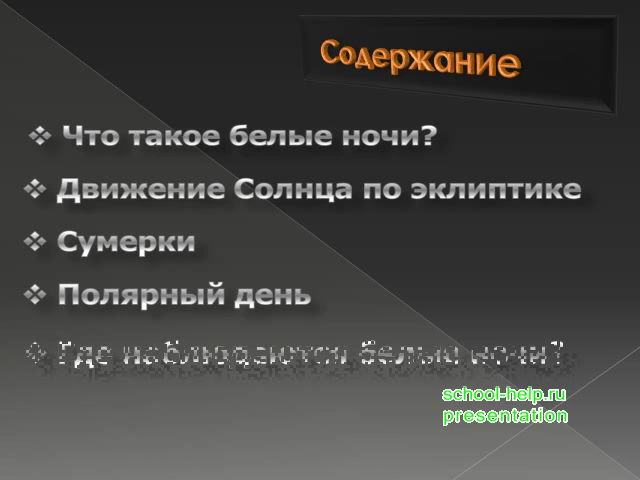 Содержание
❖ Что такое белые ночи?
❖ Движение Солнца по эклиптике
❖ Сумерки
❖ Полярный день
❖ Где наблюдаются белые ночи?
school-help.ru
presentation